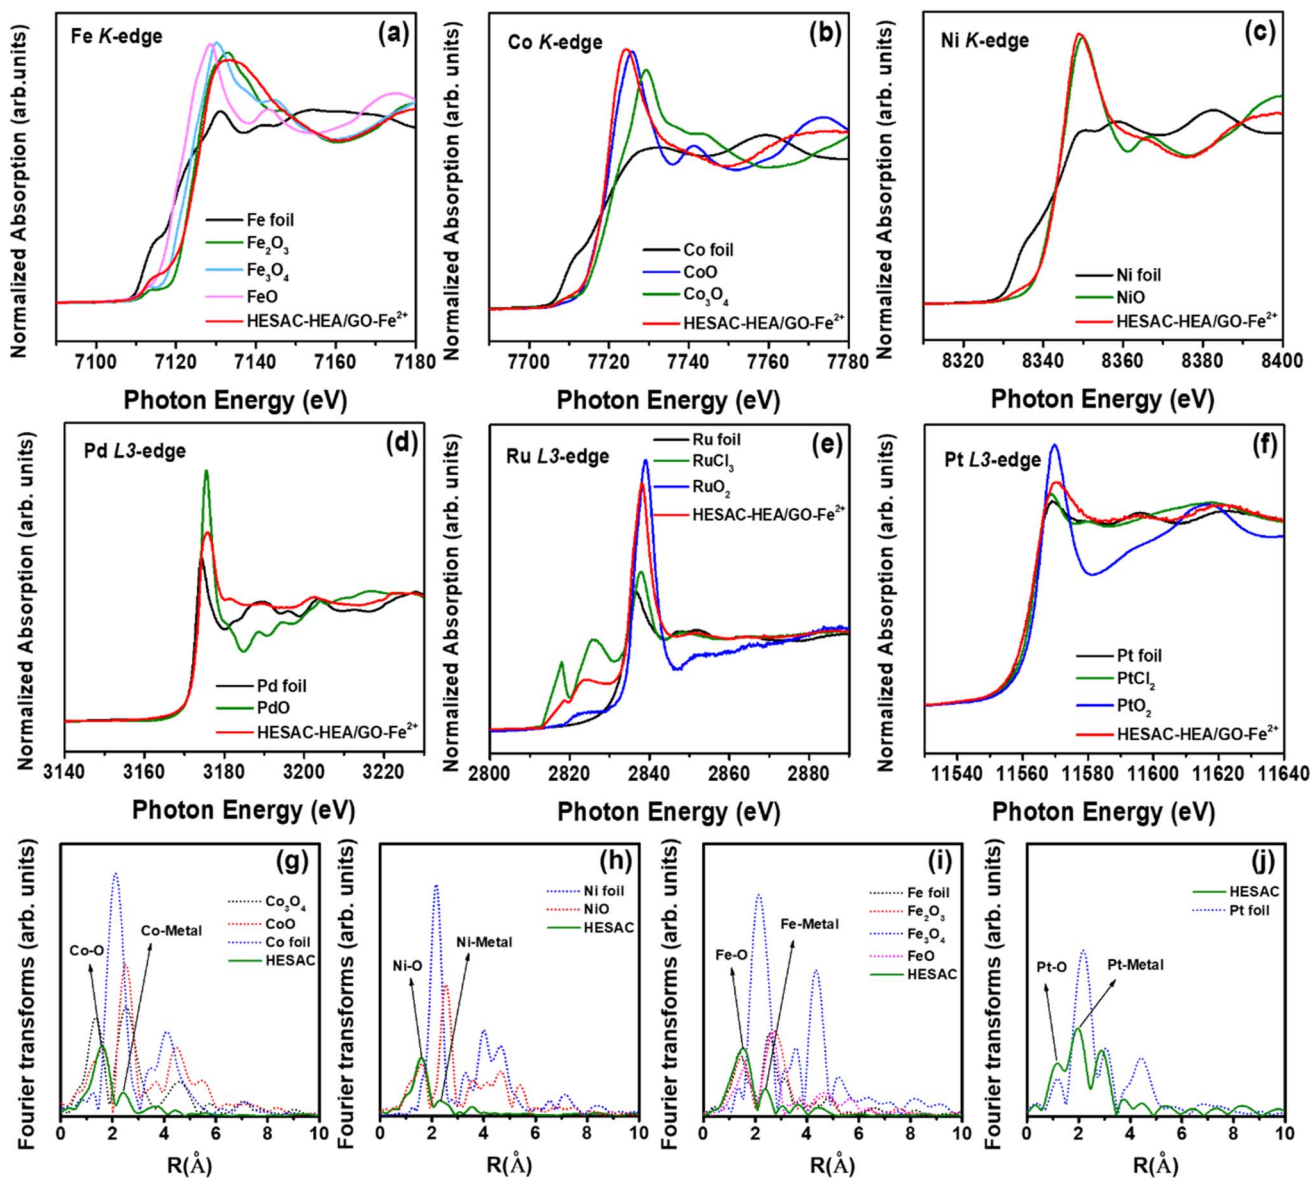 Normalized Absorption (arb.units)
Fe K-edge
(a)
Fe foil
Fe₂O₃
Fe₃O₄
FeO
HESAC-HEA/GO-Fe²⁺
7100 7120 7140 7160 7180
Photon Energy (eV)
Normalized Absorption (arb. units)
Co K-edge
(b)
Co foil
CoO
Co₃O₄
HESAC-HEA/GO-Fe²⁺
7700 7720 7740 7760 7780
Photon Energy (eV)
Normalized Absorption (arb. units)
Ni K-edge
(c)
Ni foil
NiO
HESAC-HEA/GO-Fe²⁺
8320 8340 8360 8380 8400
Photon Energy (eV)
Normalized Absorption (arb. units)
Pd L3-edge
(d)
Pd foil
PdO
HESAC-HEA/GO-Fe²⁺
3140 3160 3180 3200 3220
Photon Energy (eV)
Normalized Absorption (arb. units)
Ru L3-edge
(e)
Ru foil
RuCl₃
RuO₂
HESAC-HEA/GO-Fe²⁺
2800 2820 2840 2860 2880
Photon Energy (eV)
Normalized Absorption (arb. units)
Pt L3-edge
(f)
Pt foil
PtCl₂
PtO₂
HESAC-HEA/GO-Fe²⁺
11540 11560 11580 11600 11620 11640
Photon Energy (eV)
Fourier transforms (arb. units)
(g)
Co₃O₄
CoO
Co foil
HESAC
Co-O
Co-Metal
0 2 4 6 8 10
R(Å)
Fourier transforms (arb. units)
(h)
Ni foil
NiO
HESAC
Ni-O
Ni-Metal
0 2 4 6 8 10
R(Å)
Fourier transforms (arb. units)
(i)
Fe foil
Fe₂O₃
Fe₃O₄
FeO
HESAC
Fe-O
Fe-Metal
0 2 4 6 8 10
R(Å)
Fourier transforms (arb. units)
(j)
HESAC
Pt foil
Pt-O
Pt-Metal
0 2 4 6 8 10
R(Å)